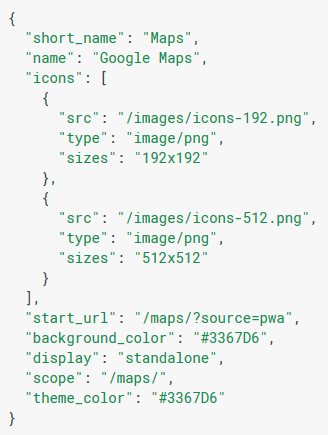 {
  "short_name": "Maps",
  "name": "Google Maps",
  "icons": [
    {
      "src": "/images/icons-192.png",
      "type": "image/png",
      "sizes": "192x192"
    },
    {
      "src": "/images/icons-512.png",
      "type": "image/png",
      "sizes": "512x512"
    }
  ],
  "start_url": "/maps/?source=pwa",
  "background_color": "#3367D6",
  "display": "standalone",
  "scope": "/maps/",
  "theme_color": "#3367D6"
}